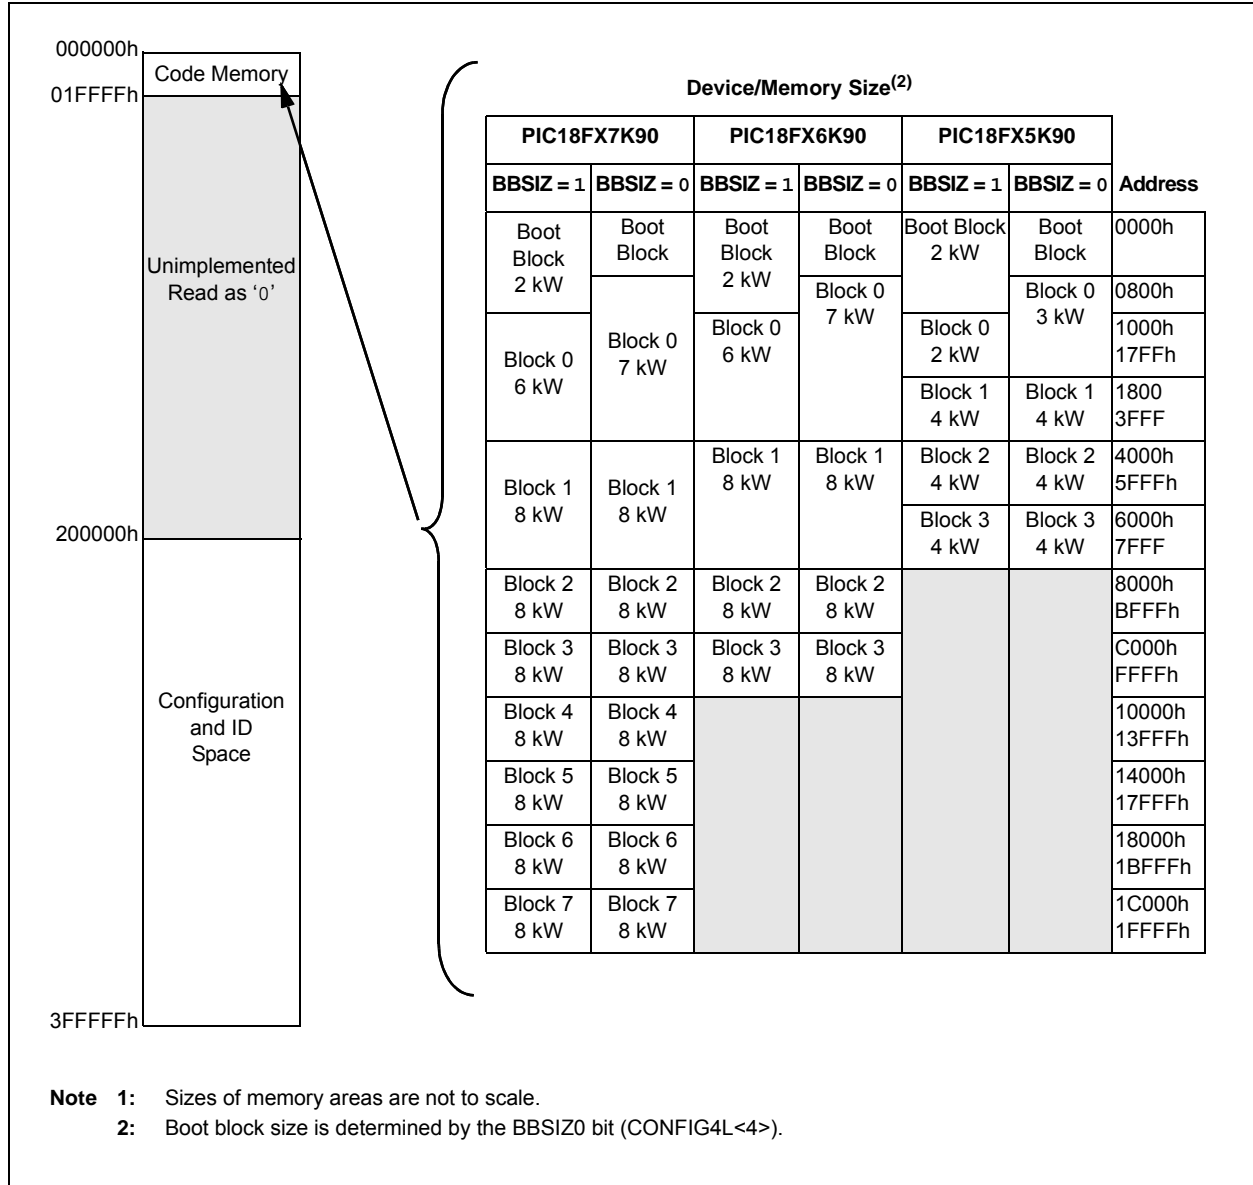 000000h
Code Memory
01FFFFh
Unimplemented
Read as ‘0’
200000h
Configuration
and ID
Space
3FFFFFh
Device/Memory Size(2)
PIC18FX7K90 PIC18FX6K90 PIC18FX5K90
BBSIZ = 1 BBSIZ = 0 BBSIZ = 1 BBSIZ = 0 BBSIZ = 1 BBSIZ = 0 Address
Boot Boot Boot Boot Boot Block Boot 0000h
Block Block Block Block 2 kW Block
2 kW 2 kW
Block 0 Block 0 0800h
7 kW 3 kW
Block 0 Block 0 Block 0 1000h
7 kW 6 kW 2 kW 17FFh
Block 0
6 kW
Block 1 Block 1 1800
4 kW 4 kW 3FFF
Block 1 Block 1 Block 2 Block 2 4000h
8 kW 8 kW 4 kW 4 kW 5FFFh
Block 1 Block 1
8 kW 8 kW
Block 3 Block 3 6000h
4 kW 4 kW 7FFF
Block 2 Block 2 Block 2 Block 2 8000h
8 kW 8 kW 8 kW 8 kW BFFFh
Block 3 Block 3 Block 3 Block 3 C000h
8 kW 8 kW 8 kW 8 kW FFFFh
Block 4 Block 4 10000h
8 kW 8 kW 13FFFh
Block 5 Block 5 14000h
8 kW 8 kW 17FFFh
Block 6 Block 6 18000h
8 kW 8 kW 1BFFFh
Block 7 Block 7 1C000h
8 kW 8 kW 1FFFFh
Note 1: Sizes of memory areas are not to scale.
2: Boot block size is determined by the BBSIZ0 bit (CONFIG4L<4>).